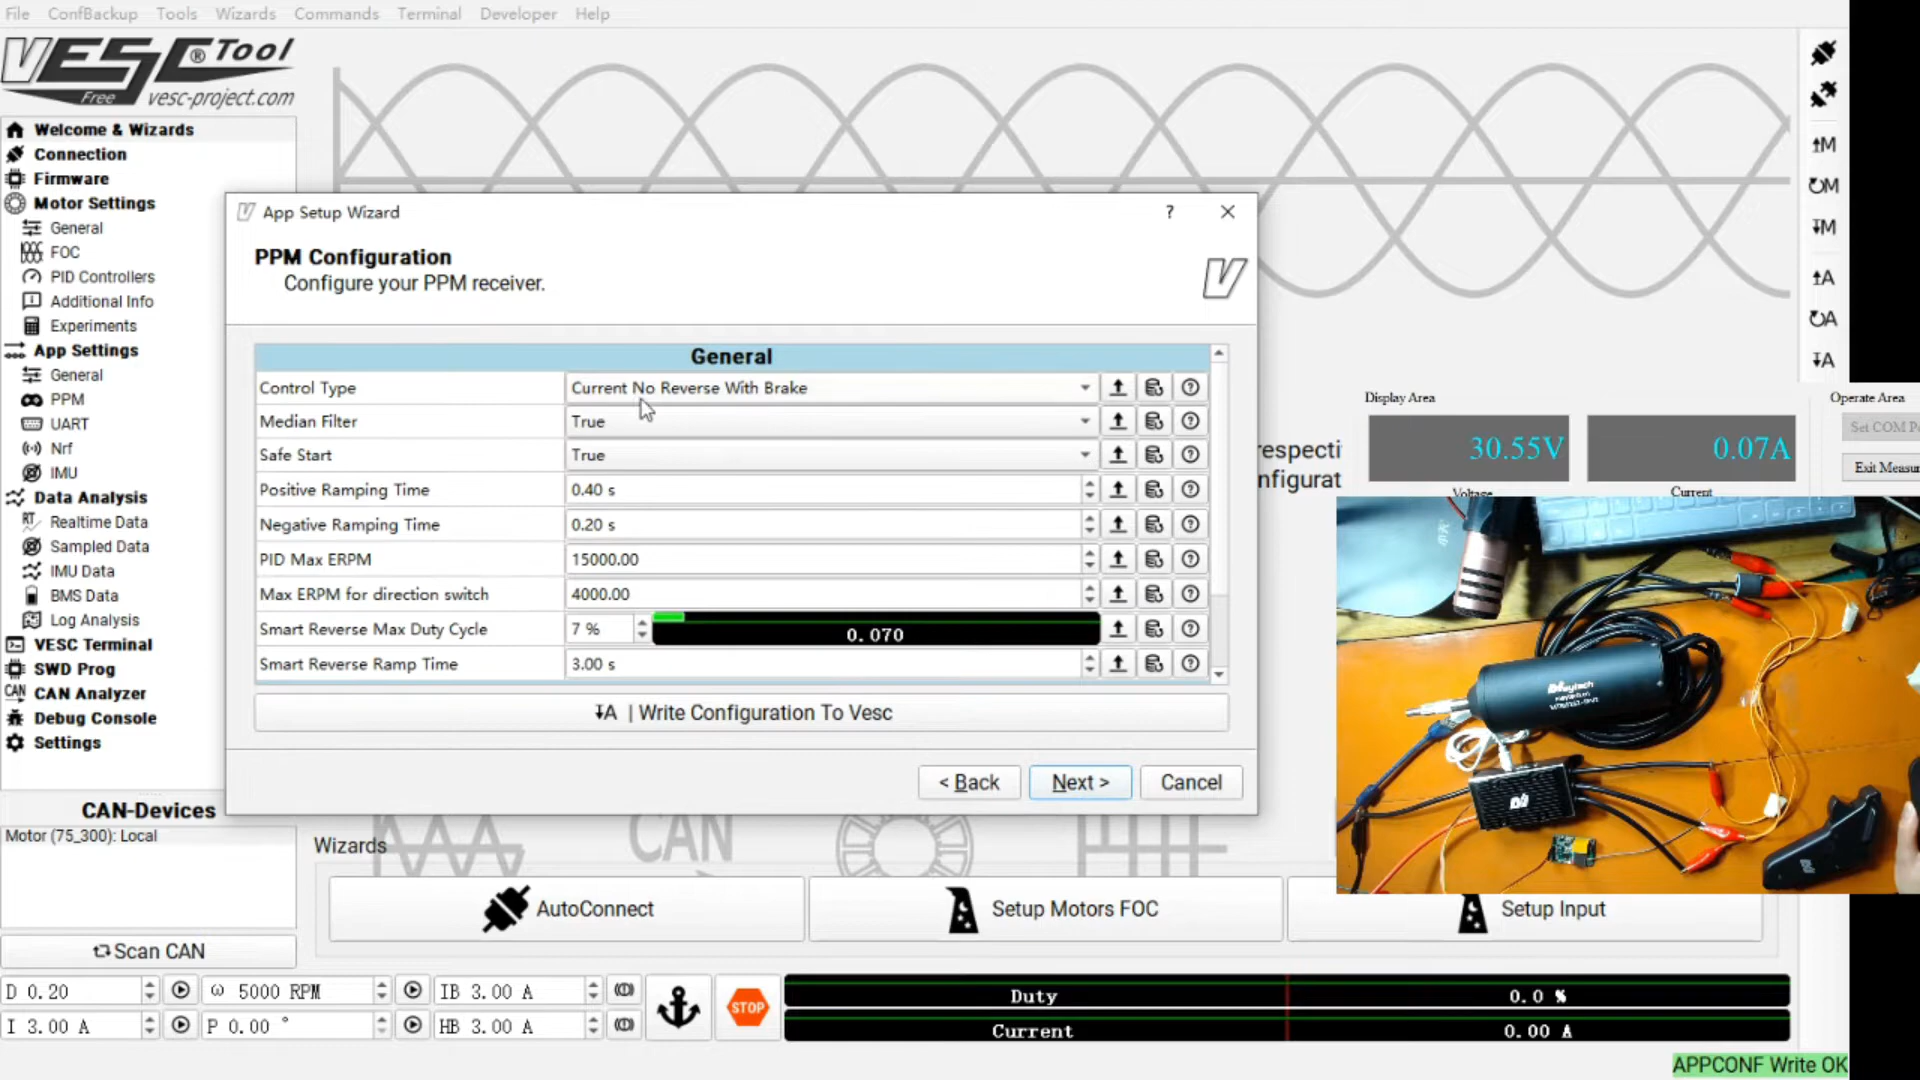 File ConfBackup Tools Wizards Commands Terminal Developer Help
VESC® Tool
Free vesc-project.com
Welcome & Wizards
Connection
Firmware
Motor Settings
General
FOC
PID Controllers
Additional Info
Experiments
App Settings
General
PPM
UART
Nrf
IMU
Data Analysis
RT Realtime Data
Sampled Data
IMU Data
BMS Data
Log Analysis
VESC Terminal
SWD Prog
CAN CAN Analyzer
Debug Console
Settings
CAN-Devices
Motor (75_300): Local
Scan CAN
App Setup Wizard
?
PPM Configuration
Configure your PPM receiver.
General
Control Type Current No Reverse With Brake
Median Filter True
Safe Start True
Positive Ramping Time 0.40 s
Negative Ramping Time 0.20 s
PID Max ERPM 15000.00
Max ERPM for direction switch 4000.00
Smart Reverse Max Duty Cycle 7 % 0.070
Smart Reverse Ramp Time 3.00 s
A | Write Configuration To Vesc
< Back Next > Cancel
respecti
nfigurat
M
M
M
A
A
A
Display Area
Operate Area
30.55V 0.07A
Set COM P
Exit Measu
Voltage Current
CAN
Wizards
AutoConnect
Setup Motors FOC
Setup Input
D 0.20 ω 5000 RPM IB 3.00 A
I 3.00 A P 0.00 ° HB 3.00 A
STOP
Duty 0.0 %
Current 0.00 A
APPCONF Write OK